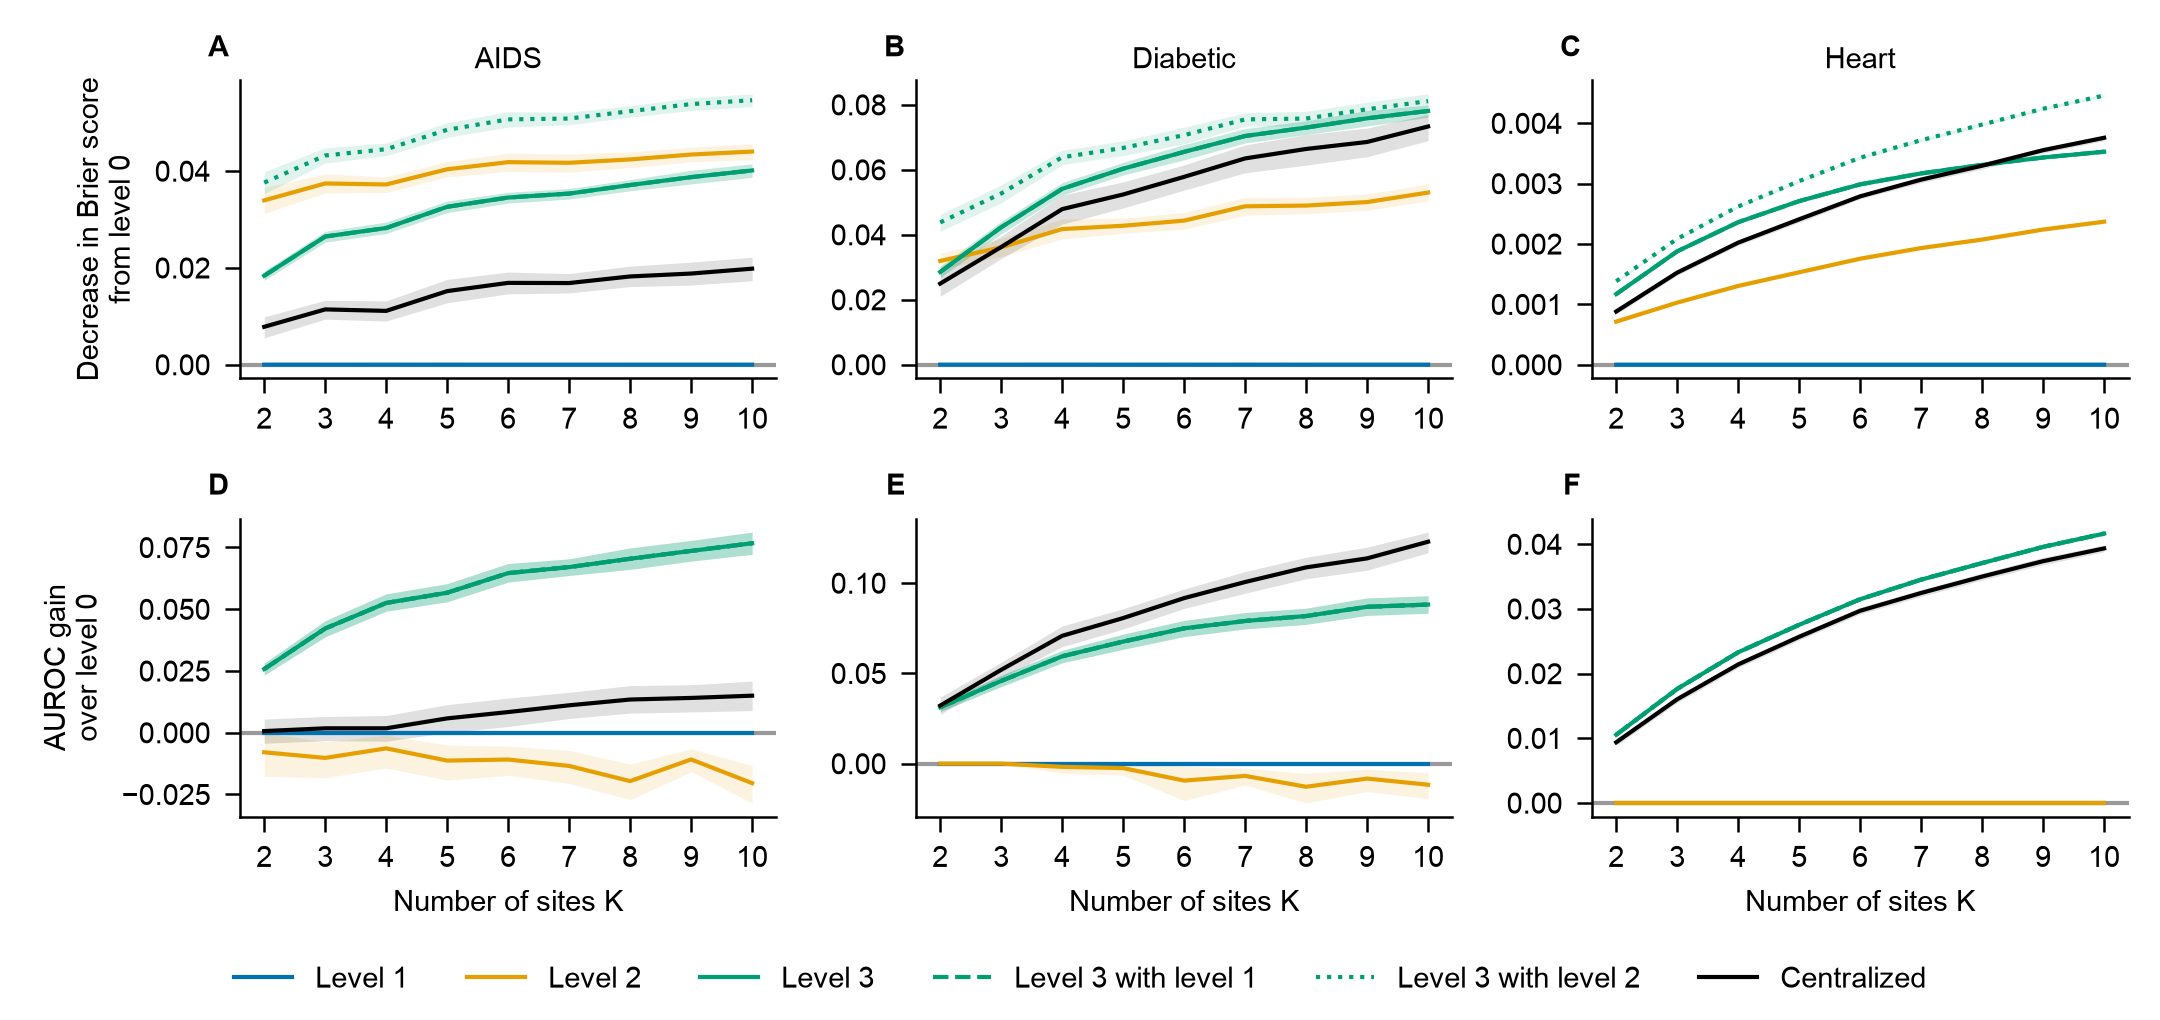 A
AIDS
Decrease in Brier score
from level 0
0.04
0.02
0.00
2 3 4 5 6 7 8 9 10
B
Diabetic
0.08
0.06
0.04
0.02
0.00
2 3 4 5 6 7 8 9 10
C
Heart
0.004
0.003
0.002
0.001
0.000
2 3 4 5 6 7 8 9 10
D
AUROC gain
over level 0
0.075
0.050
0.025
0.000
−0.025
2 3 4 5 6 7 8 9 10
Number of sites K
E
0.10
0.05
0.00
2 3 4 5 6 7 8 9 10
Number of sites K
F
0.04
0.03
0.02
0.01
0.00
2 3 4 5 6 7 8 9 10
Number of sites K
Level 1 Level 2 Level 3 Level 3 with level 1 Level 3 with level 2 Centralized